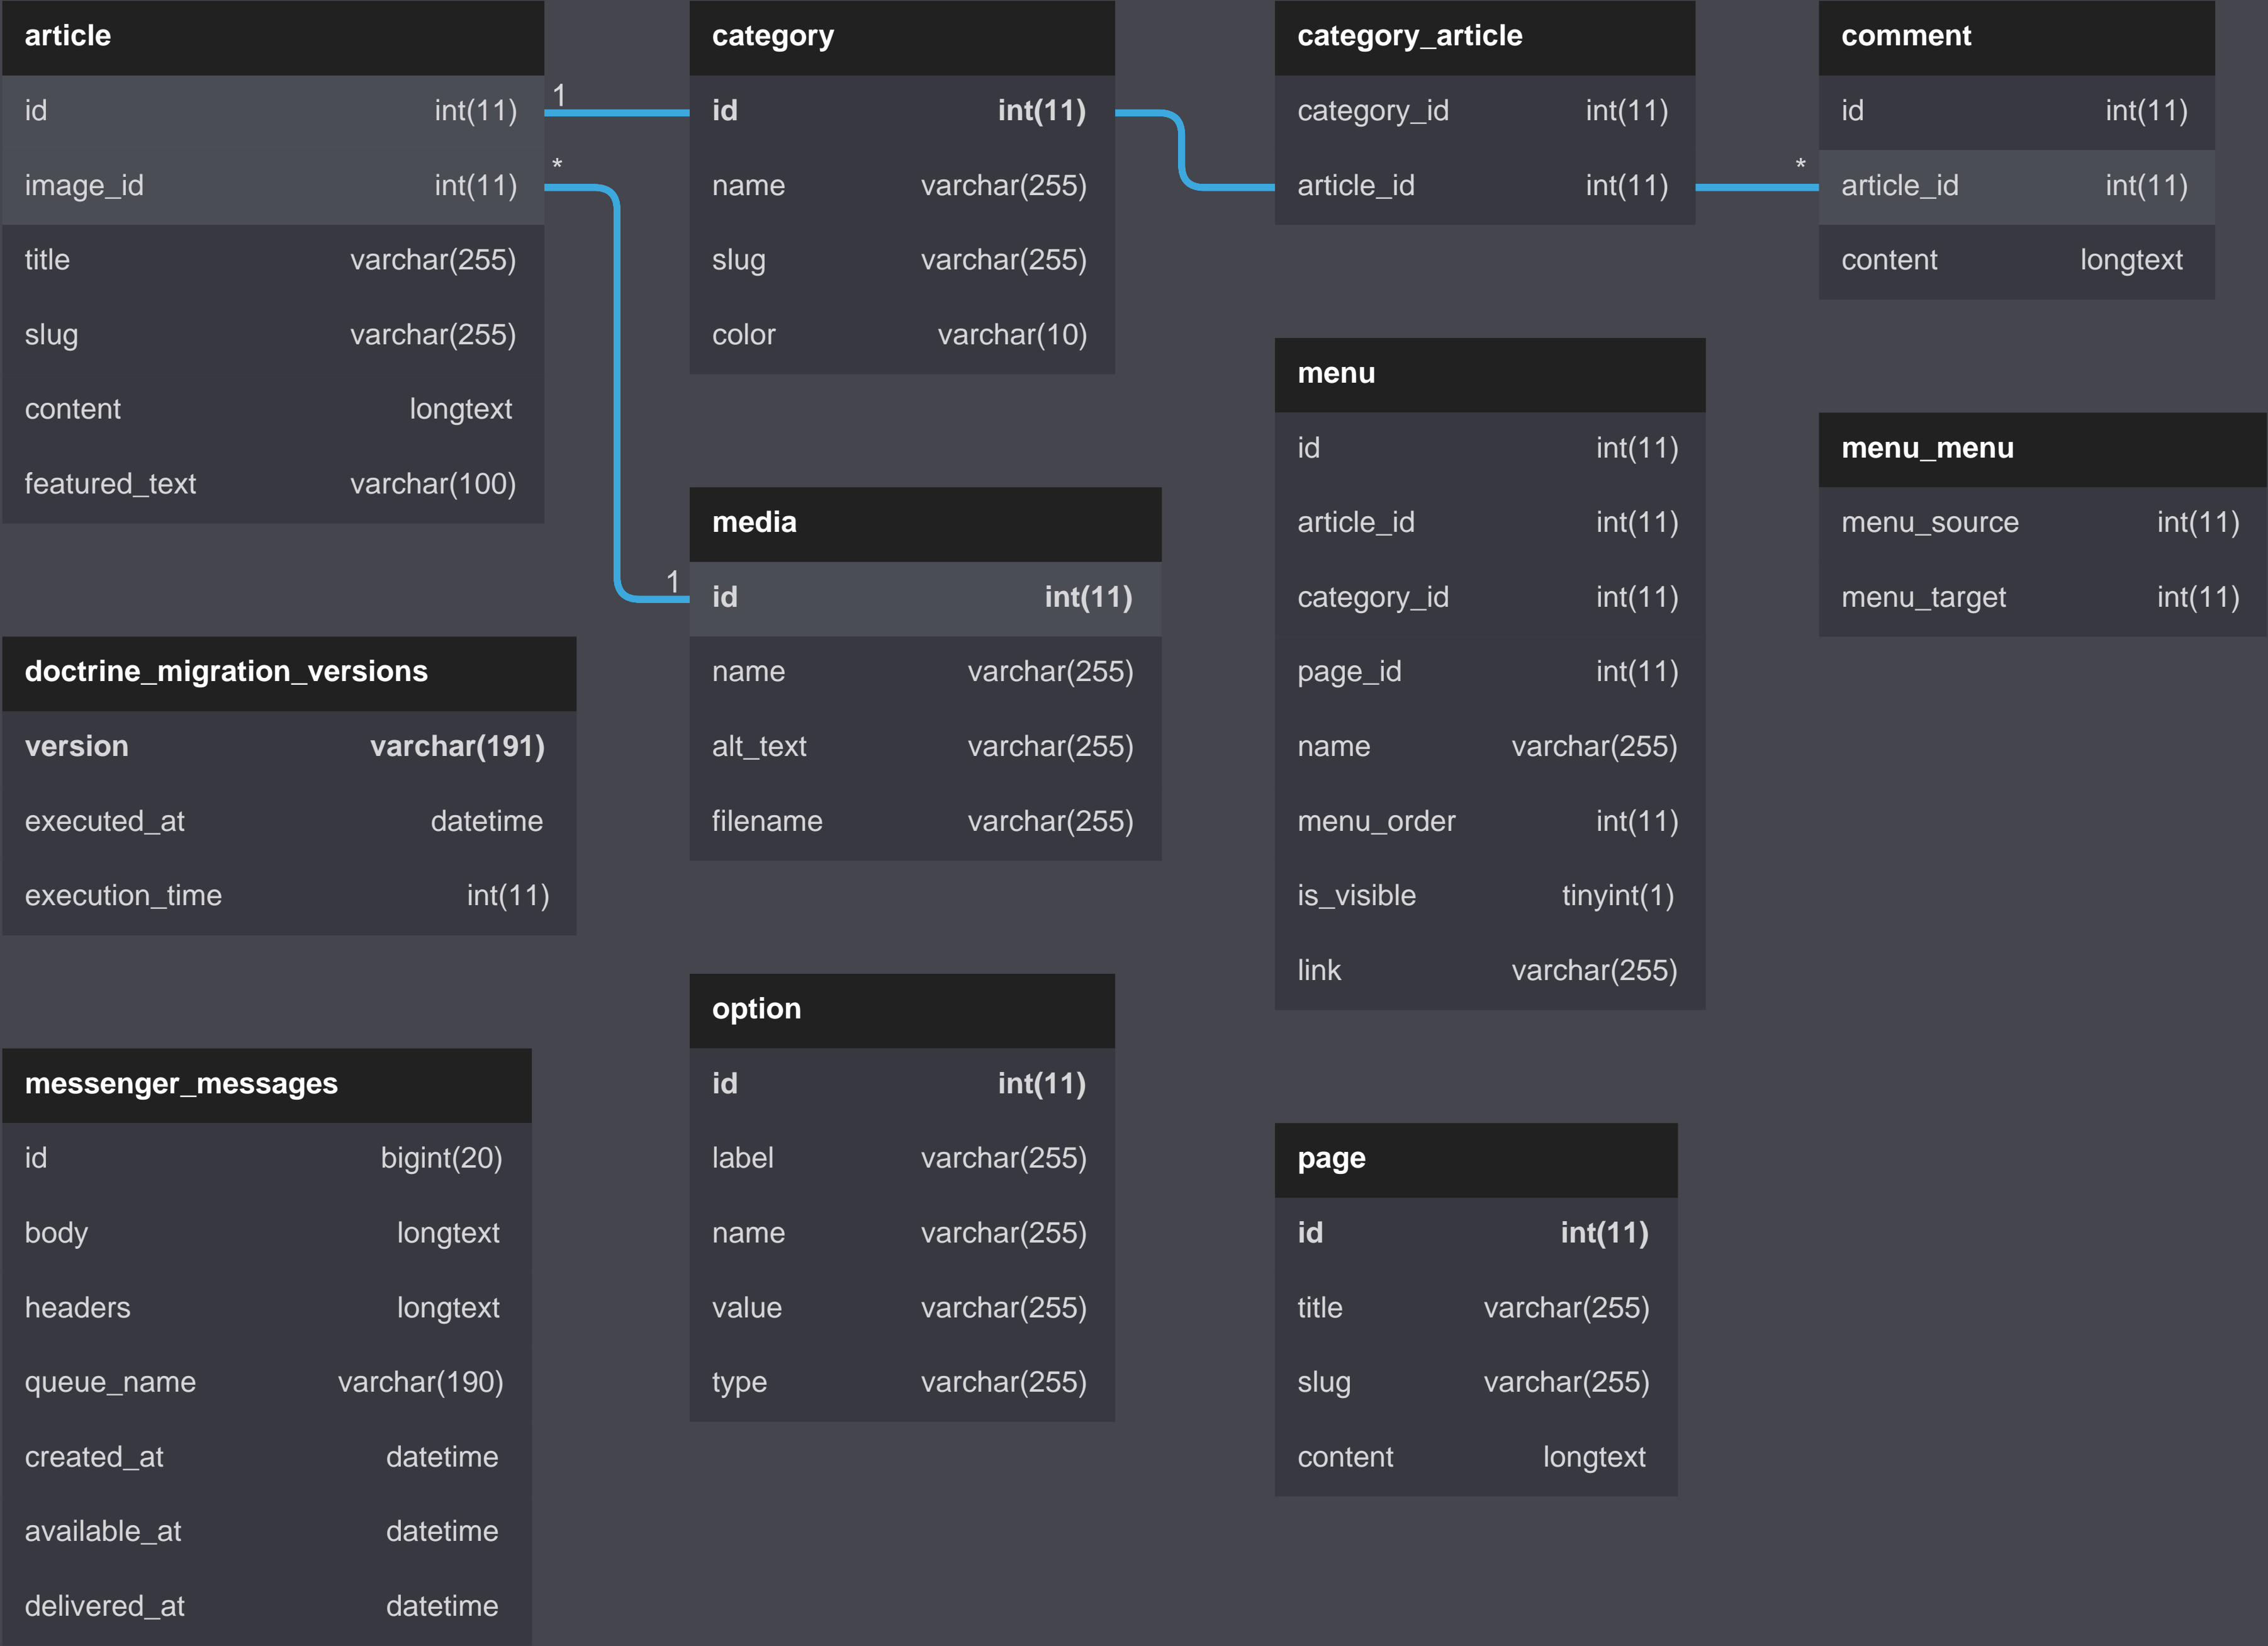 article
id int(11)
image_id int(11)
title varchar(255)
slug varchar(255)
content longtext
featured_text varchar(100)
1
*
category
id int(11)
name varchar(255)
slug varchar(255)
color varchar(10)
category_article
category_id int(11)
article_id int(11)
*
comment
id int(11)
article_id int(11)
content longtext
doctrine_migration_versions
version varchar(191)
executed_at datetime
execution_time int(11)
1
media
id int(11)
name varchar(255)
alt_text varchar(255)
filename varchar(255)
menu
id int(11)
article_id int(11)
category_id int(11)
page_id int(11)
name varchar(255)
menu_order int(11)
is_visible tinyint(1)
link varchar(255)
menu_menu
menu_source int(11)
menu_target int(11)
messenger_messages
id bigint(20)
body longtext
headers longtext
queue_name varchar(190)
created_at datetime
available_at datetime
delivered_at datetime
option
id int(11)
label varchar(255)
name varchar(255)
value varchar(255)
type varchar(255)
page
id int(11)
title varchar(255)
slug varchar(255)
content longtext